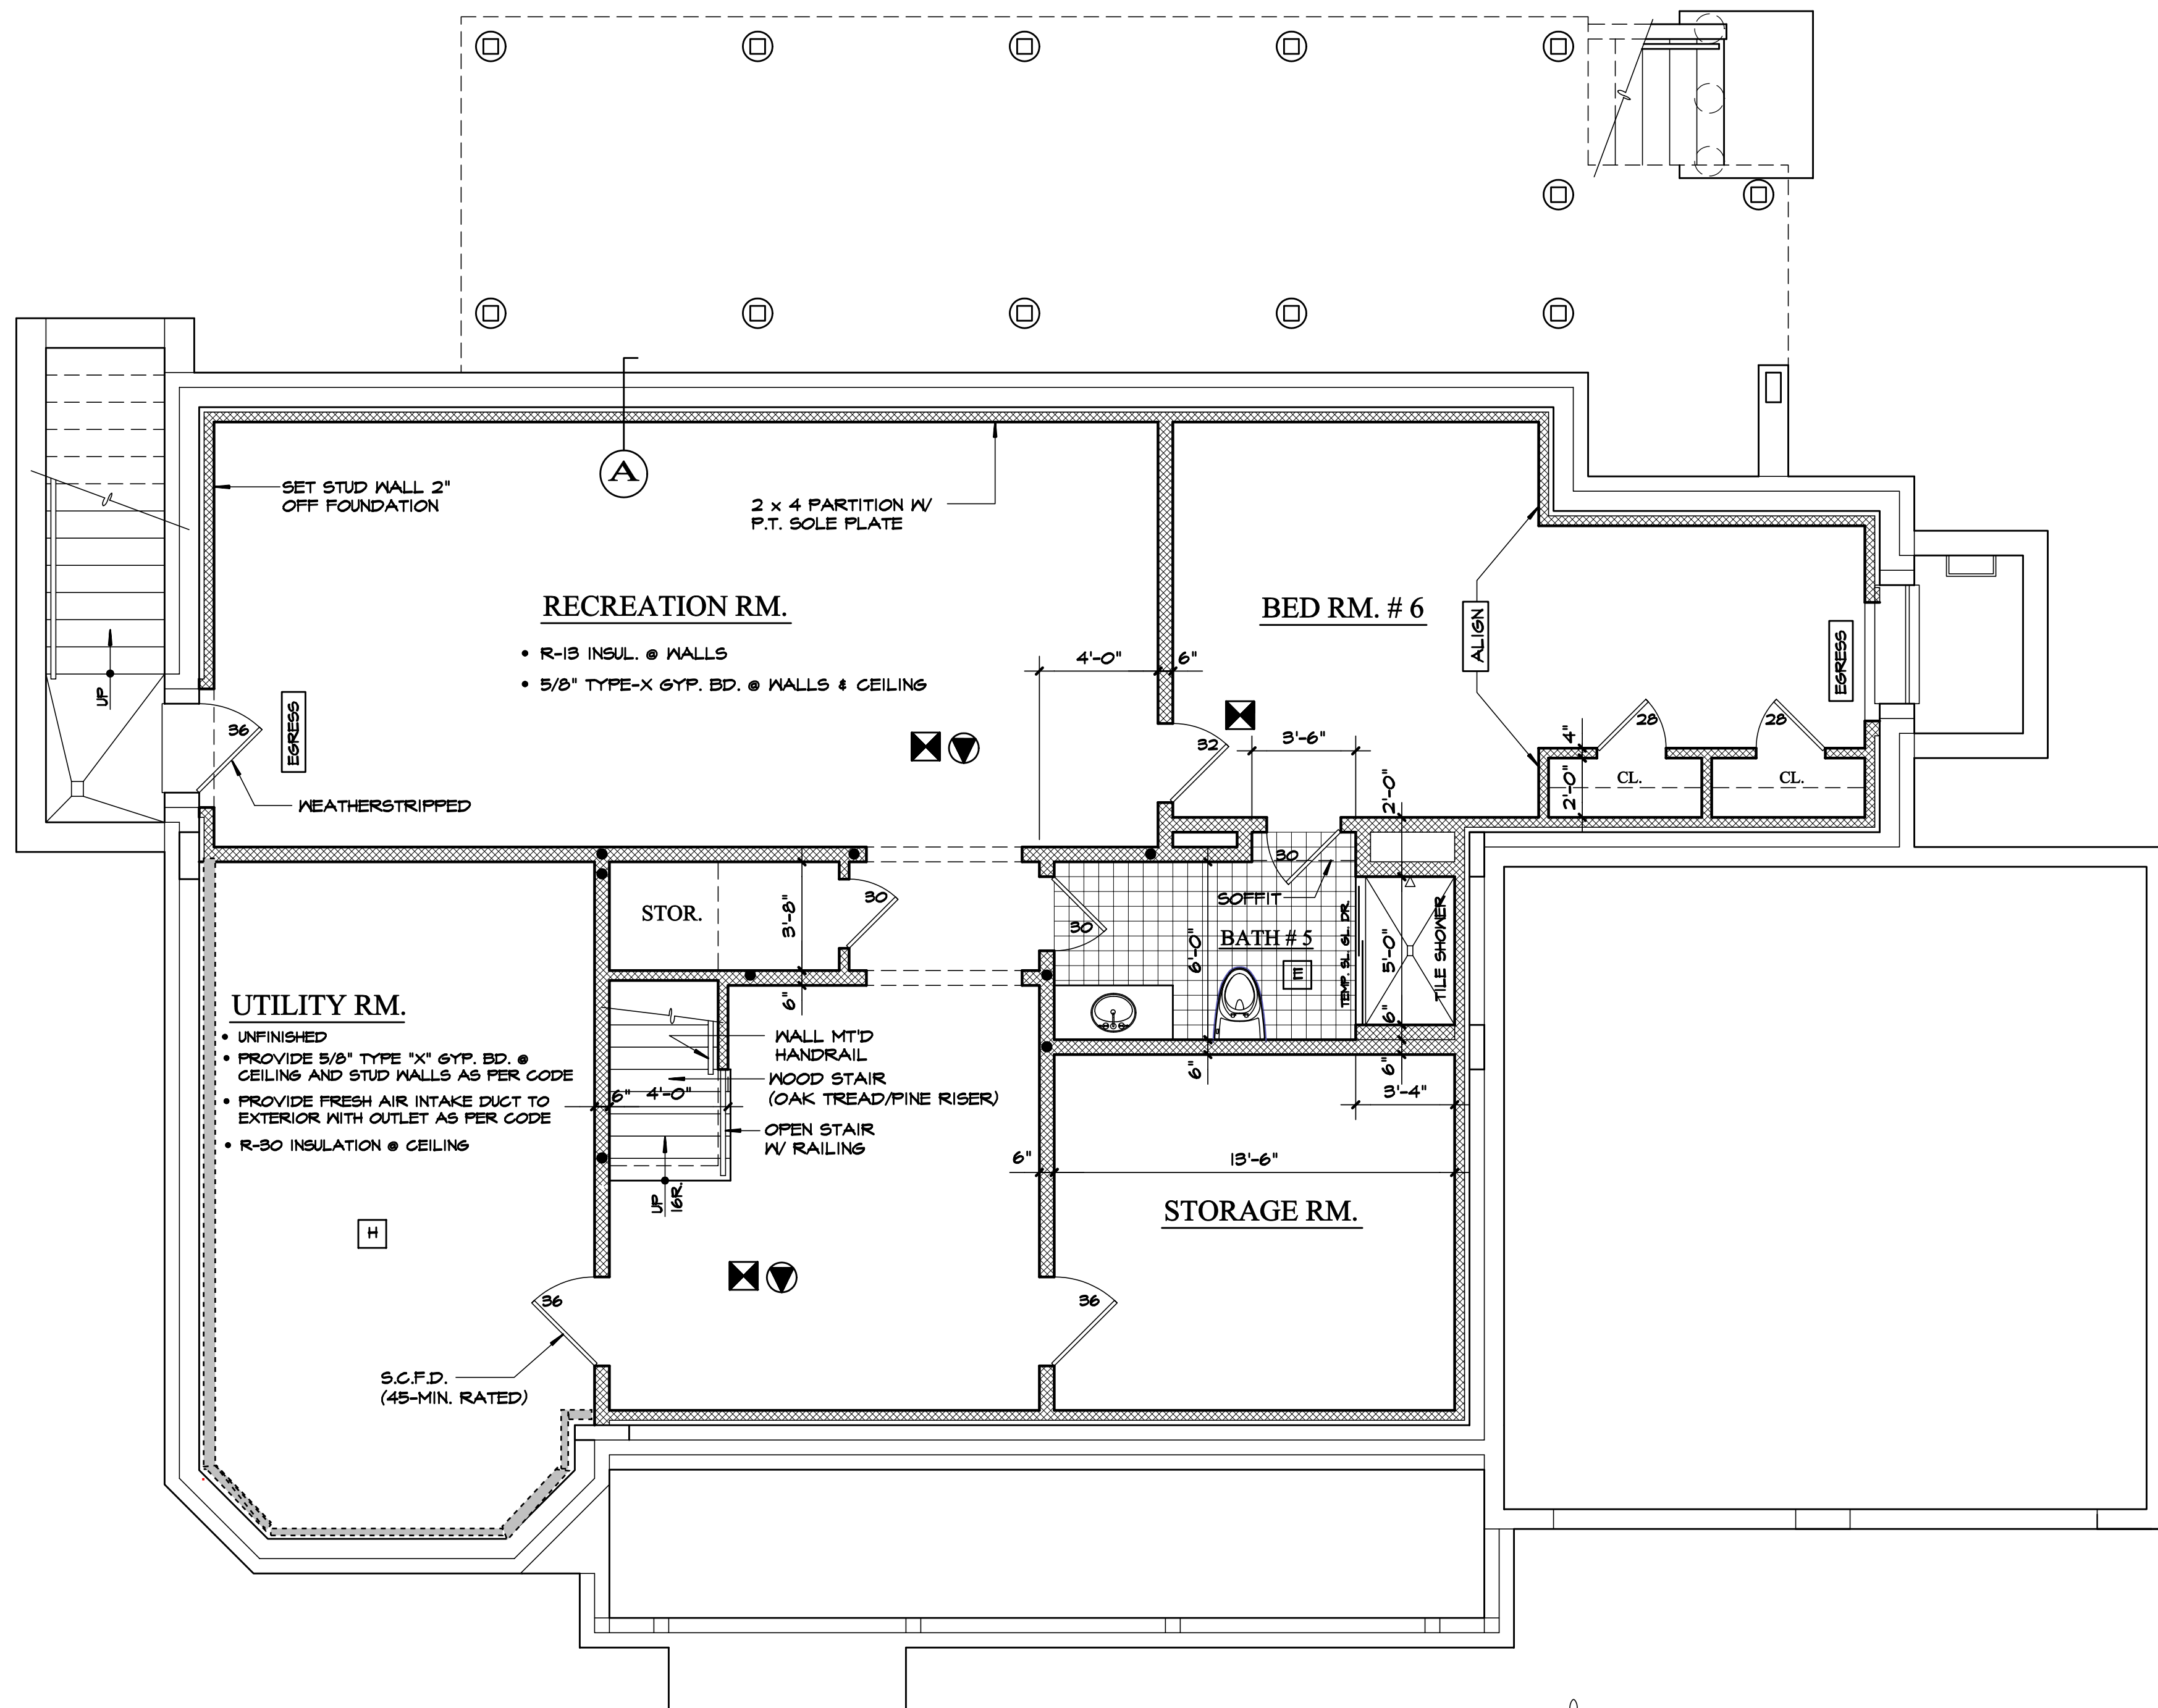 A
SET STUD WALL 2"
OFF FOUNDATION
2 x 4 PARTITION W/
P.T. SOLE PLATE
RECREATION RM.
• R-13 INSUL. @ WALLS
• 5/8" TYPE-X GYP. BD. @ WALLS & CEILING
BED RM. # 6
ALIGN
EGRESS
4'-0"
6"
UP
36
EGRESS
WEATHERSTRIPPED
32
3'-6"
28
28
4"
2'-0"
CL.
CL.
2'-0"
30
SOFFIT
STOR.
3'-8"
30
30
6'-0"
BATH # 5
TEMP. SL. GL. DR.
5'-0"
TILE SHOWER
6"
6"
6"
6"
3'-4"
UTILITY RM.
• UNFINISHED
• PROVIDE 5/8" TYPE "X" GYP. BD. @
CEILING AND STUD WALLS AS PER CODE
• PROVIDE FRESH AIR INTAKE DUCT TO
EXTERIOR WITH OUTLET AS PER CODE
• R-30 INSULATION @ CEILING
WALL MT'D
HANDRAIL
WOOD STAIR
(OAK TREAD/PINE RISER)
OPEN STAIR
W/ RAILING
6"
4'-0"
UP
16R.
6"
13'-6"
STORAGE RM.
H
36
36
S.C.F.D.
(45-MIN. RATED)